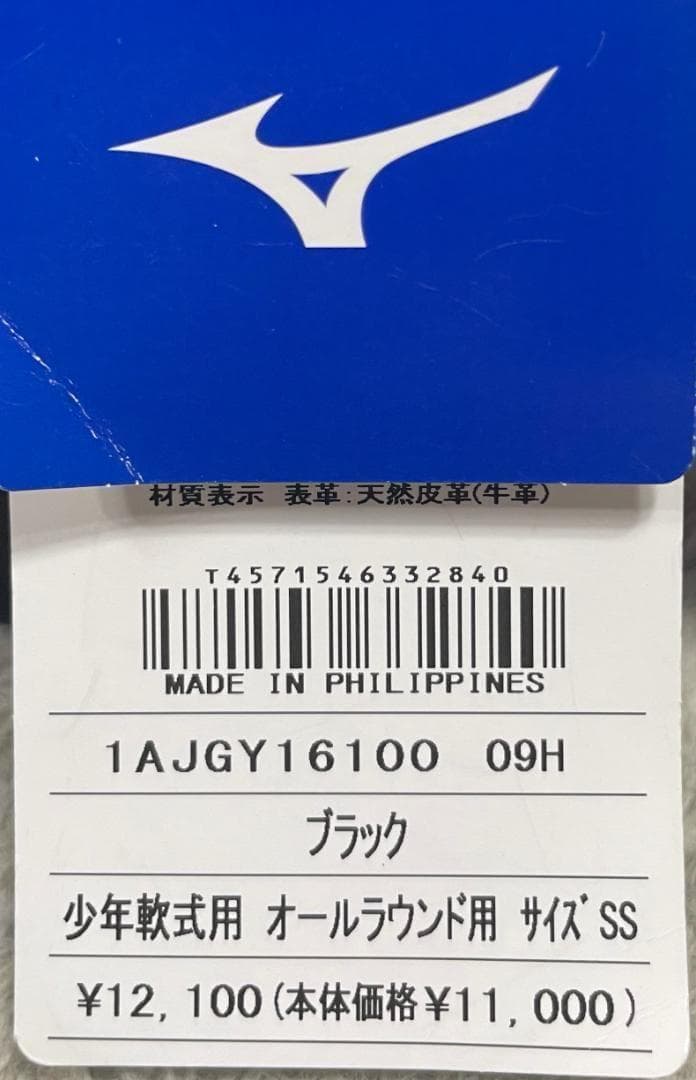 材質表示 表革:天然皮革(牛革)
T4571546332840
MADE IN PHILIPPINES
1AJGY16100 09H
ブラック
少年軟式用 オールラウンド用 サイズSS
¥12,100(本体価格¥11,000)